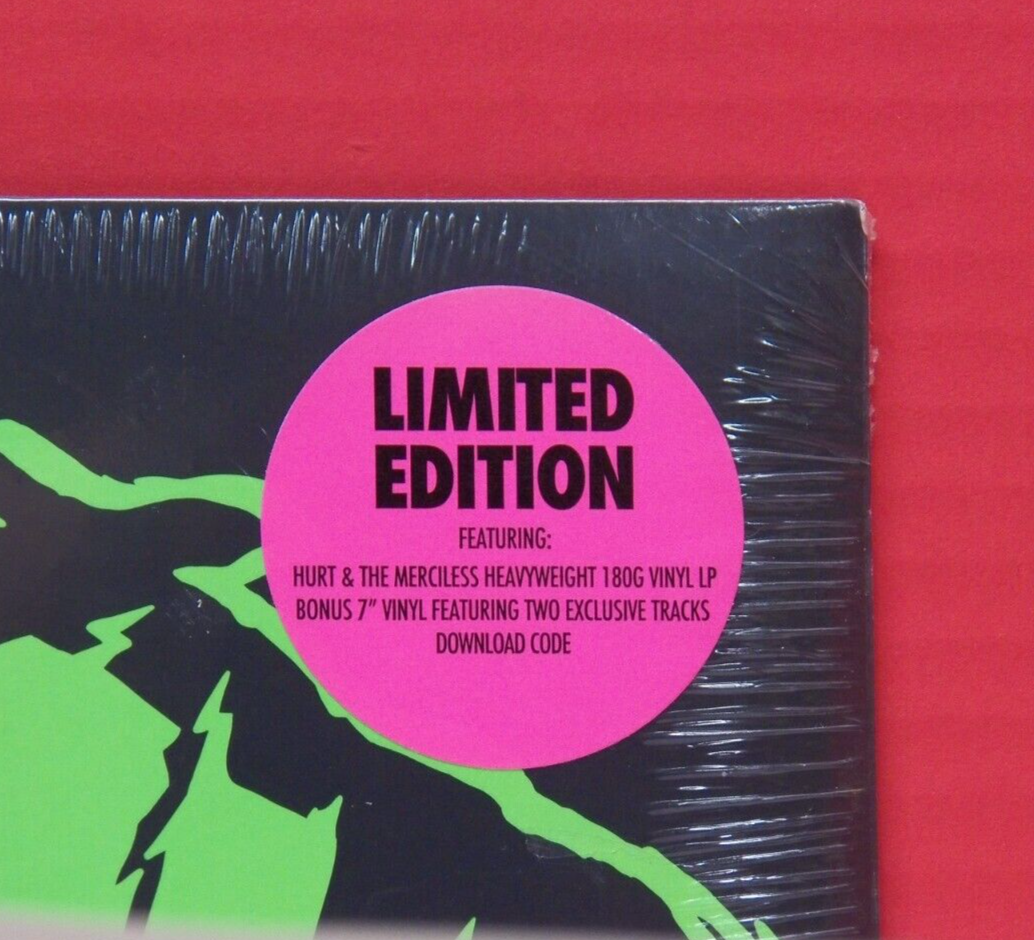 LIMITED
EDITION
FEATURING:
HURT & THE MERCILESS HEAVYWEIGHT 180G VINYL LP
BONUS 7” VINYL FEATURING TWO EXCLUSIVE TRACKS
DOWNLOAD CODE